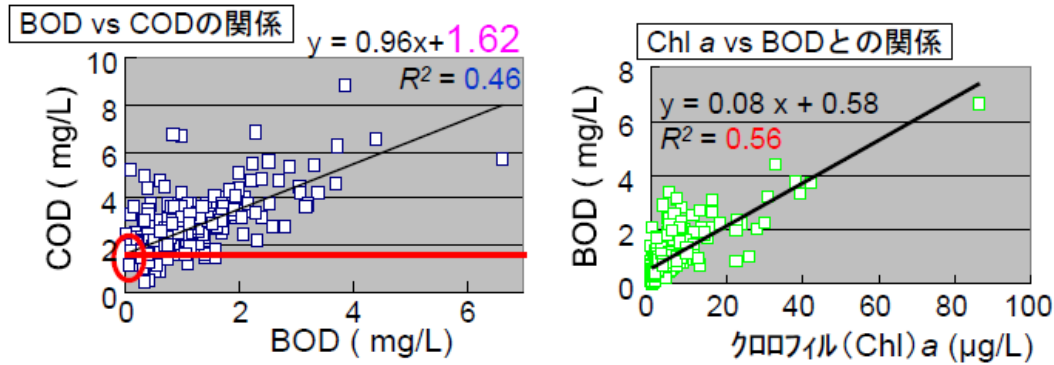 BOD vs CODの関係
y = 0.96x+1.62
R² = 0.46
COD ( mg/L)
10
8
6
4
2
0
0 2 4 6
BOD ( mg/L)
Chl a vs BODとの関係
y = 0.08 x + 0.58
R² = 0.56
BOD ( mg/L)
8
6
4
2
0
0 20 40 60 80 100
クロロフィル(Chl) a (μg/L)